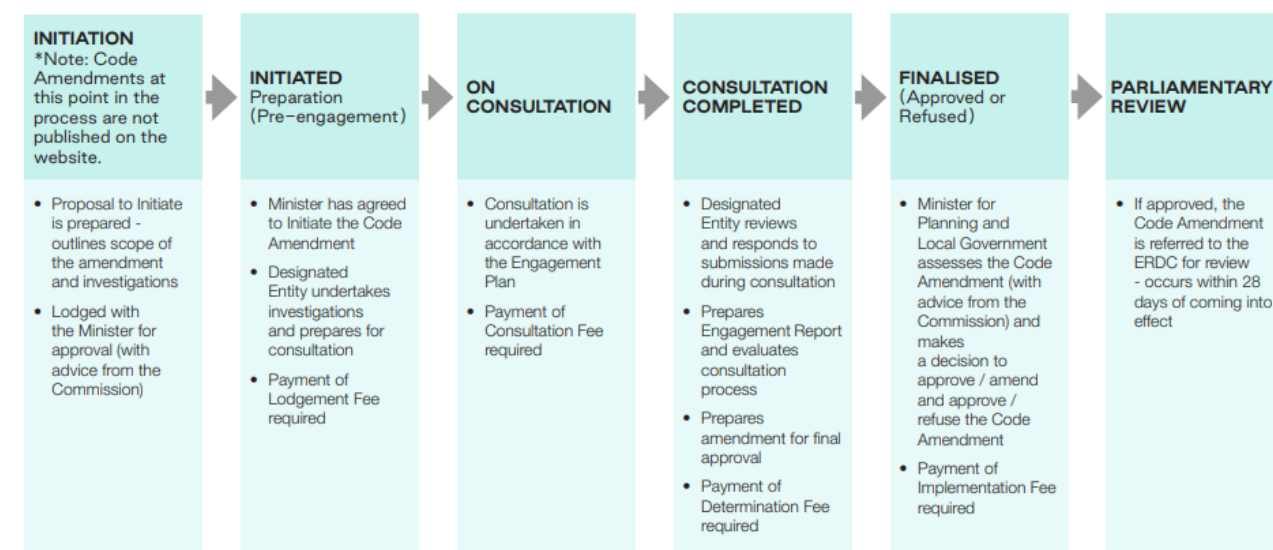 INITIATION
*Note: Code
Amendments at
this point in the
process are not
published on the
website.
• Proposal to Initiate
is prepared -
outlines scope of
the amendment
and investigations
• Lodged with
the Minister for
approval (with
advice from the
Commission)
INITIATED
Preparation
(Pre-engagement)
• Minister has agreed
to Initiate the Code
Amendment
• Designated
Entity undertakes
investigations
and prepares for
consultation
• Payment of
Lodgement Fee
required
ON
CONSULTATION
• Consultation is
undertaken in
accordance with
the Engagement
Plan
• Payment of
Consultation Fee
required
CONSULTATION
COMPLETED
• Designated
Entity reviews
and responds to
submissions made
during consultation
• Prepares
Engagement Report
and evaluates
consultation
process
• Prepares
amendment for final
approval
• Payment of
Determination Fee
required
FINALISED
(Approved or
Refused)
• Minister for
Planning and
Local Government
assesses the Code
Amendment (with
advice from the
Commission) and
makes
a decision to
approve / amend
and approve /
refuse the Code
Amendment
• Payment of
Implementation Fee
required
PARLIAMENTARY
REVIEW
• If approved, the
Code Amendment
is referred to the
ERDC for review
- occurs within 28
days of coming into
effect